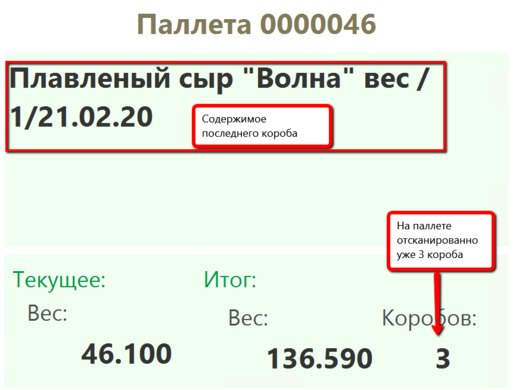 Паллета 0000046
Плавленый сыр "Волна" вес /
1/21.02.20
Содержимое
последнего короба
На паллете
отсканированно
уже 3 короба
Текущее:
Итог:
Вес:
Вес:
Коробов:
46.100
136.590
3